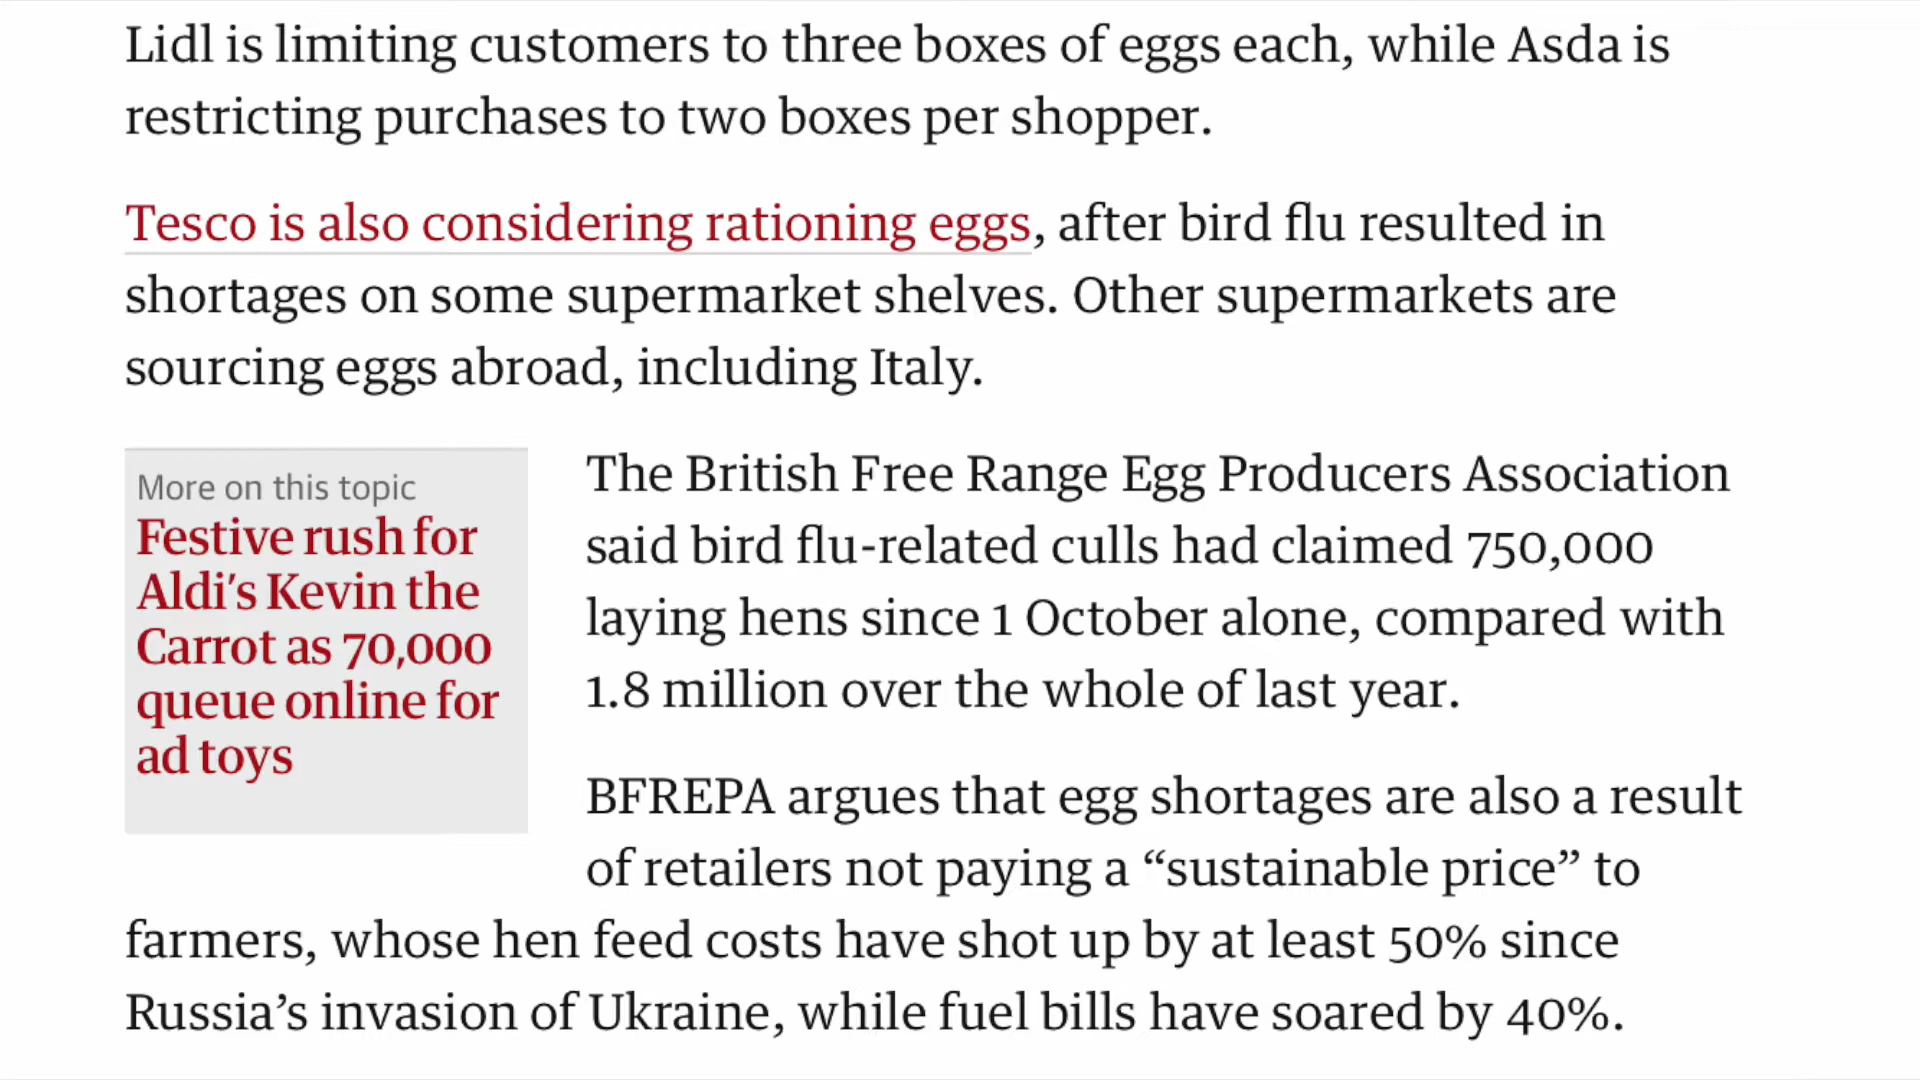 Lidl is limiting customers to three boxes of eggs each, while Asda is
restricting purchases to two boxes per shopper.
Tesco is also considering rationing eggs, after bird flu resulted in
shortages on some supermarket shelves. Other supermarkets are
sourcing eggs abroad, including Italy.
More on this topic
Festive rush for
Aldi’s Kevin the
Carrot as 70,000
queue online for
ad toys
The British Free Range Egg Producers Association
said bird flu-related culls had claimed 750,000
laying hens since 1 October alone, compared with
1.8 million over the whole of last year.
BFREPA argues that egg shortages are also a result
of retailers not paying a “sustainable price” to
farmers, whose hen feed costs have shot up by at least 50% since
Russia’s invasion of Ukraine, while fuel bills have soared by 40%.